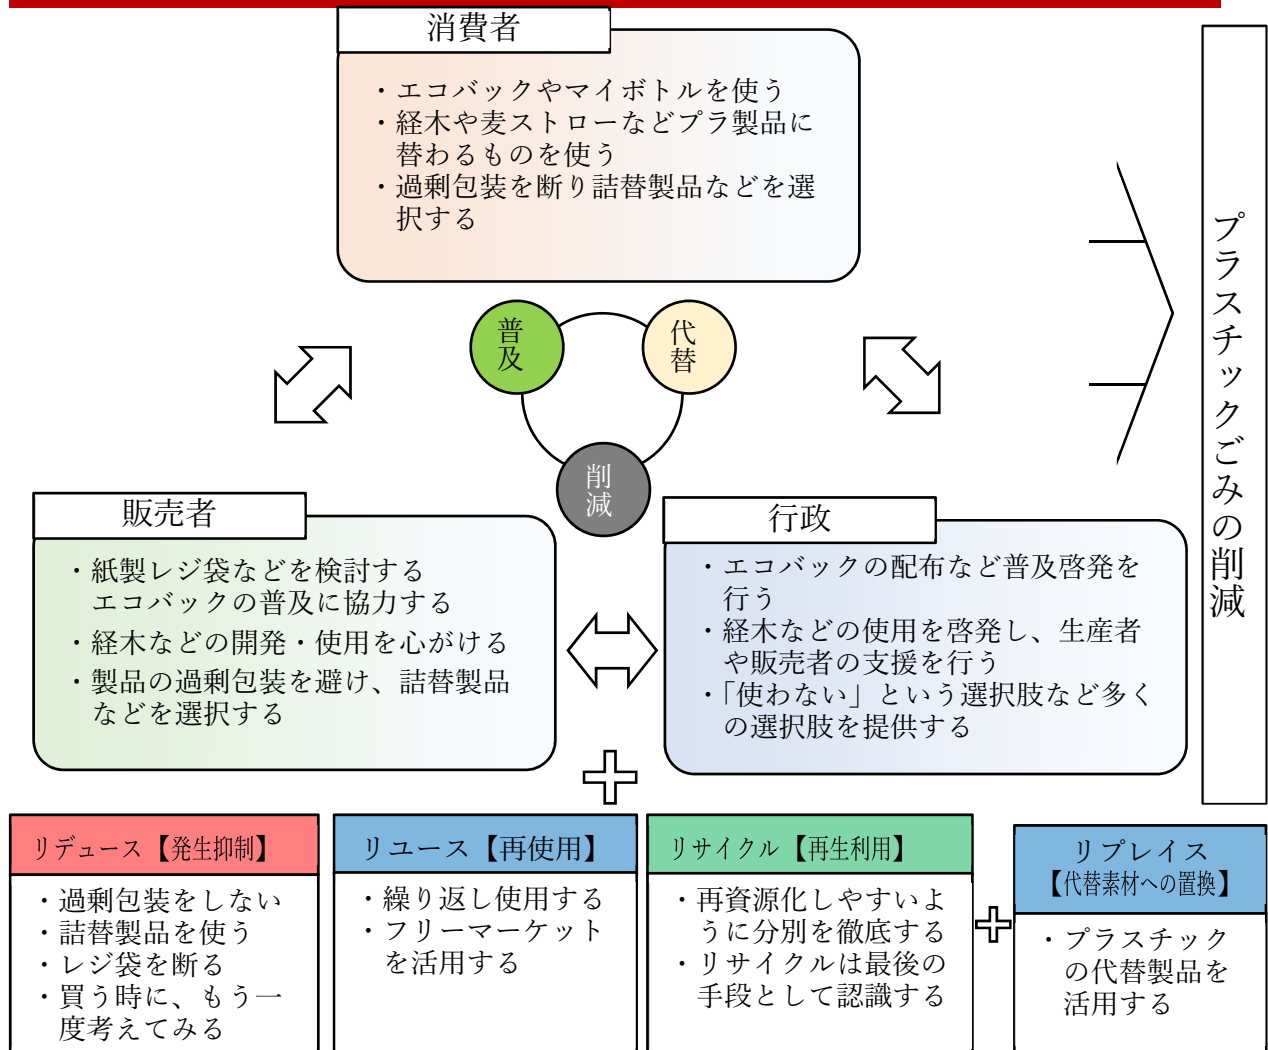 消費者
・エコバックやマイボトルを使う
・経木や麦ストローなどプラ製品に
替わるものを使う
・過剰包装を断り詰替製品などを選
択する
普及
代替
削減
販売者
・紙製レジ袋などを検討する
エコバックの普及に協力する
・経木などの開発・使用を心がける
・製品の過剰包装を避け、詰替製品
などを選択する
行政
・エコバックの配布など普及啓発を
行う
・経木などの使用を啓発し、生産者
や販売者の支援を行う
・「使わない」という選択肢など多く
の選択肢を提供する
プラスチックごみの削減
リデュース【発生抑制】
・過剰包装をしない
・詰替製品を使う
・レジ袋を断る
・買う時に、もう一
度考えてみる
リユース【再使用】
・繰り返し使用する
・フリーマーケット
を活用する
リサイクル【再生利用】
・再資源化しやすいよ
うに分別を徹底する
・リサイクルは最後の
手段として認識する
リプレイス
【代替素材への置換】
・プラスチック
の代替製品を
活用する